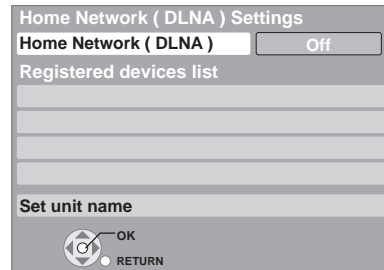 Home Network ( DLNA ) Settings
Home Network ( DLNA ) Off
Registered devices list
Set unit name
OK
RETURN